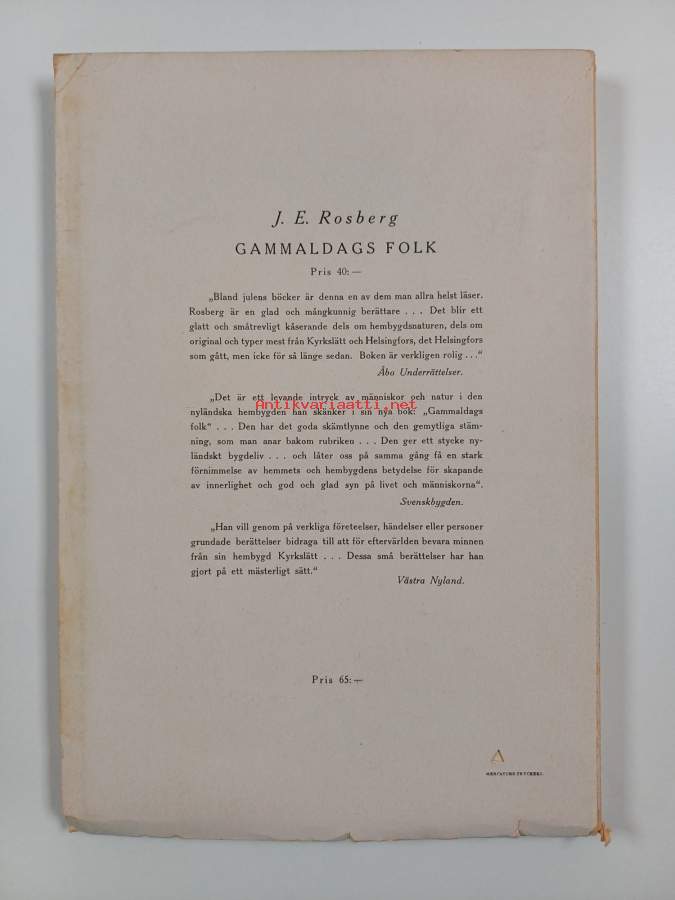 J. E. Rosberg
GAMMALDAGS FOLK
Pris 40: —
„Bland julens böcker är denna en av dem man allra helst läser.
Rosberg är en glad och mångkunnig berättare . . . Det blir ett
glatt och småtrevligt kåserande dels om hembygdsnaturen, dels om
original och typer mest från Kyrkslätt och Helsingfors, det Helsingfors
som gått, men icke för så länge sedan. Boken är verkligen rolig . . .“
Åbo Underrättelser.
„Det är ett levande intryck av människor och natur i den
Antikvariaatti.net
nyländska hembygden han skänker i sin nya bok: „Gammaldags
folk“ . . . Den har det goda skämtlynne och den gemytliga stäm-
ning, som man anar bakom rubriken . . . Den ger ett stycke ny-
ländskt bygdeliv . . . och låter oss på samma gång få en stark
förnimmelse av hemmets och hembygdens betydelse för skapande
av innerlighet och god och glad syn på livet och människorna“.
Svenskbygden.
„Han vill genom på verkliga företeelser, händelser eller personer
grundade berättelser bidraga till att för eftervärlden bevara minnen
från sin hembygd Kyrkslätt . . . Dessa små berättelser har han
gjort på ett mästerligt sätt.“
Västra Nyland.
Pris 65: —
MERCATORS TRYCKERI.